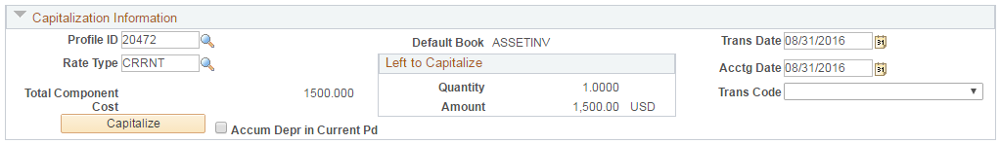 Capitalization Information
Profile ID 20472 Default Book ASSETINV Trans Date 08/31/2016 31
Rate Type CRRNT Left to Capitalize Acctg Date 08/31/2016 31
Quantity 1.0000 Trans Code
Total Component 1500.000
Cost Amount 1,500.00 USD
Capitalize Accum Depr in Current Pd